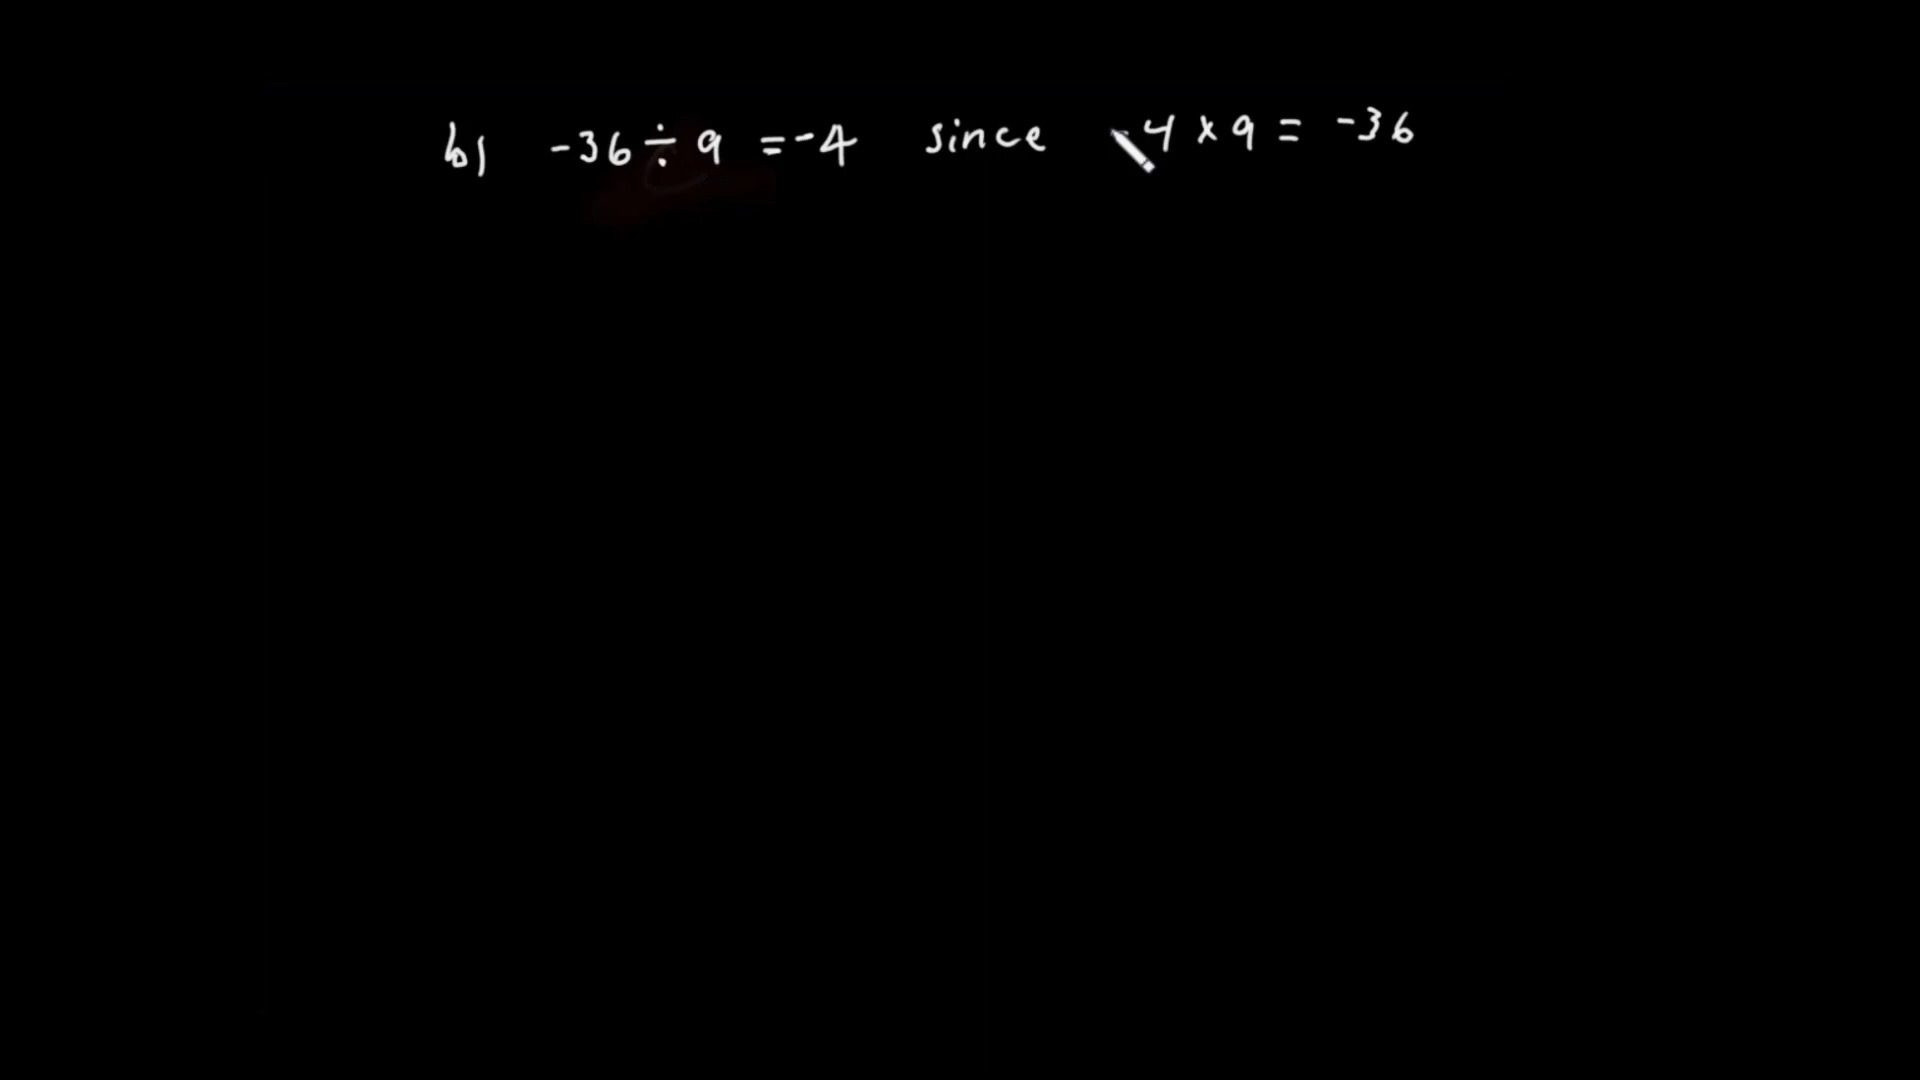 b) -36 ÷ 9 = -4 since -4 × 9 = -36